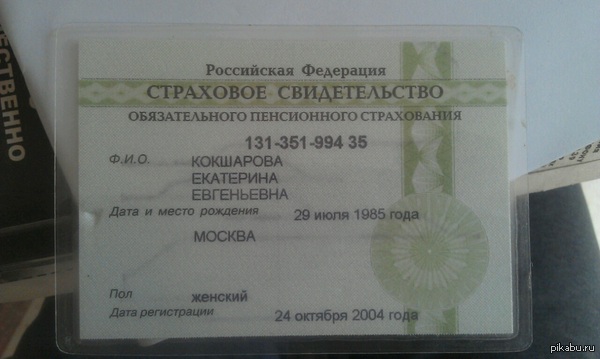 Российская Федерация
СТРАХОВОЕ СВИДЕТЕЛЬСТВО
ОБЯЗАТЕЛЬНОГО ПЕНСИОННОГО СТРАХОВАНИЯ
131-351-994 35
Ф.И.О. КОКШАРОВА
ЕКАТЕРИНА
ЕВГЕНЬЕВНА
Дата и место рождения 29 июля 1985 года
МОСКВА
Пол женский
Дата регистрации 24 октября 2004 года
ЕСТВЕННО
pikabu.ru